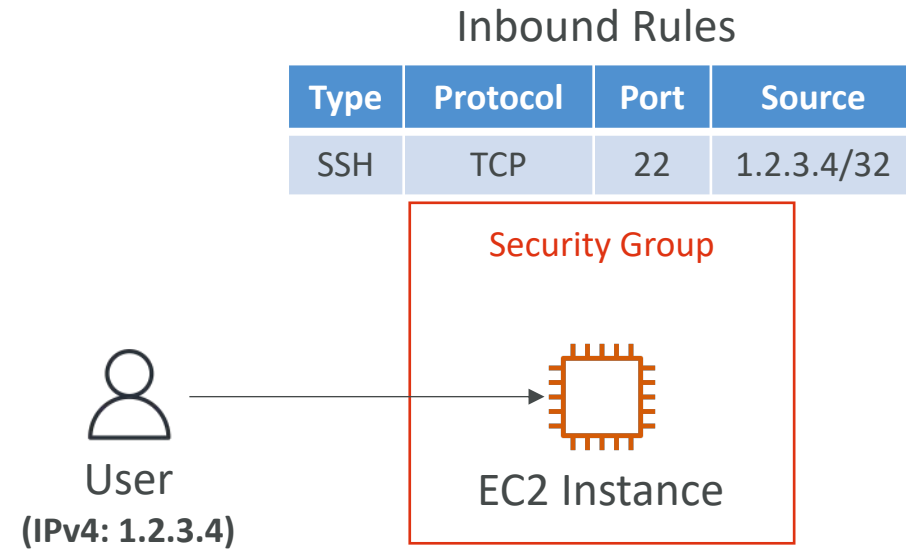 Inbound Rules
Type Protocol Port Source
SSH TCP 22 1.2.3.4/32
Security Group
User
(IPv4: 1.2.3.4)
EC2 Instance